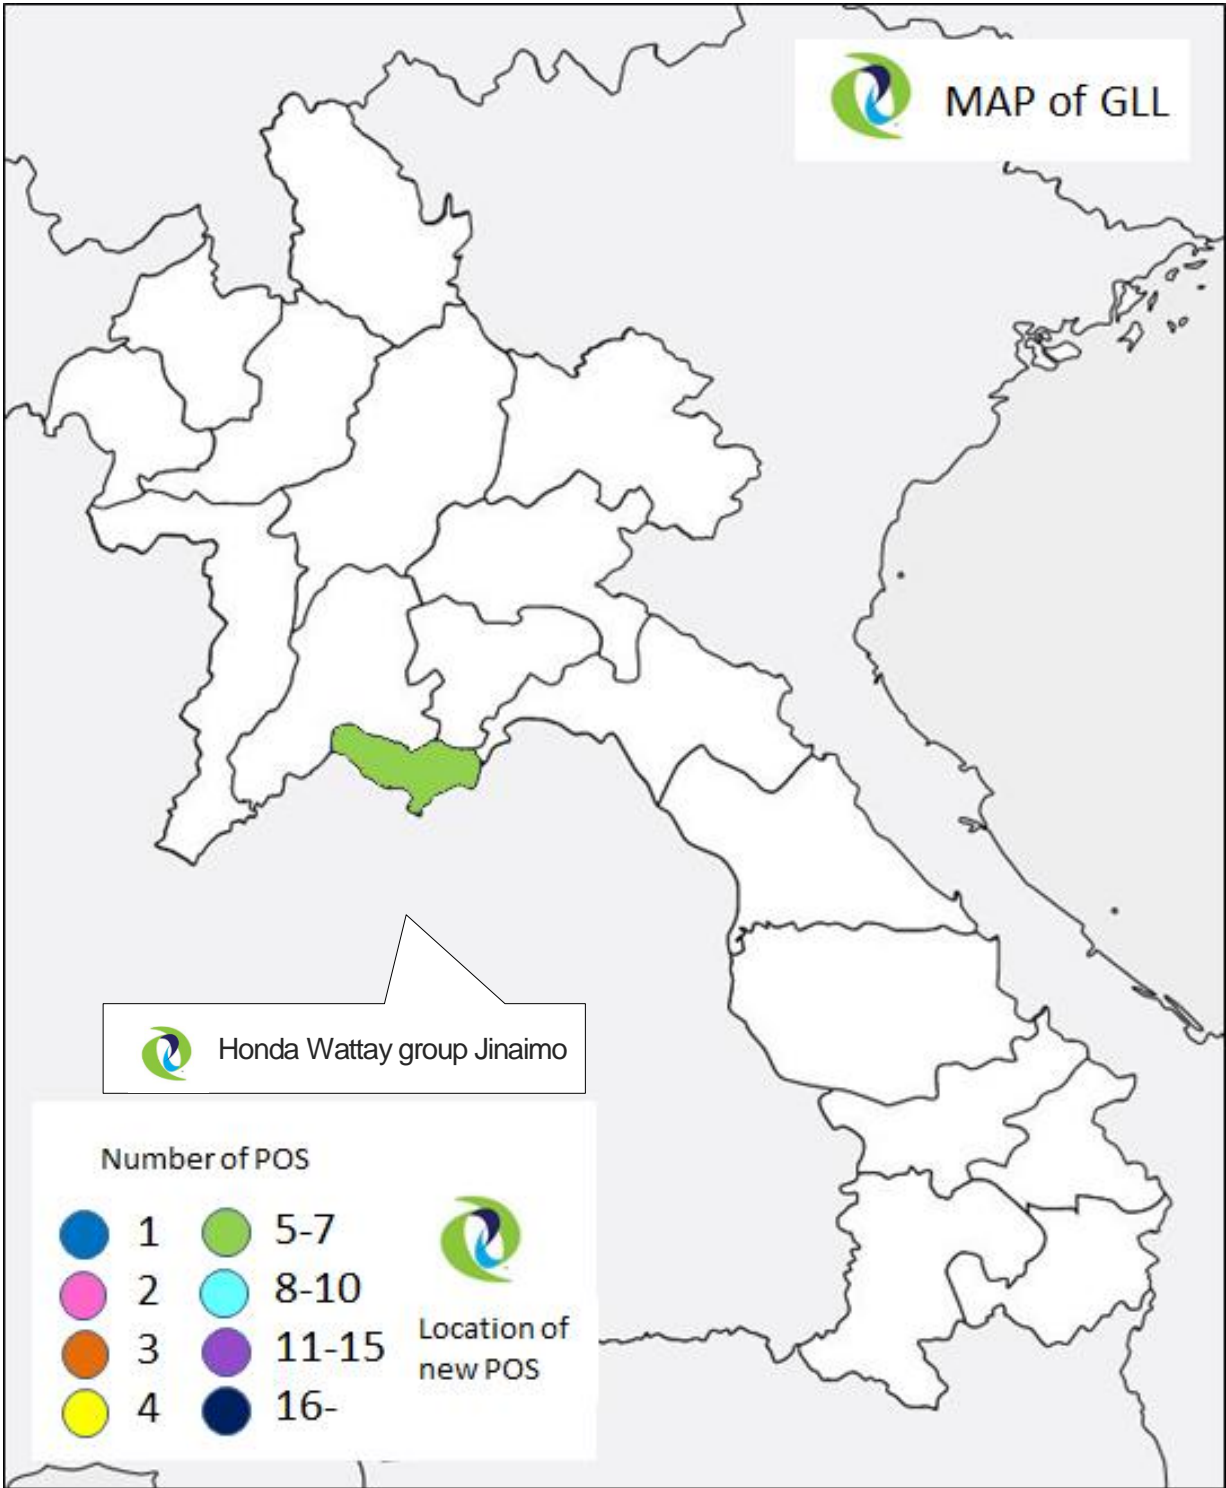 MAP of GLL
Honda Wattay group Jinaimo
Number of POS
1
5-7
2
8-10
3
11-15
4
16-
Location of
new POS